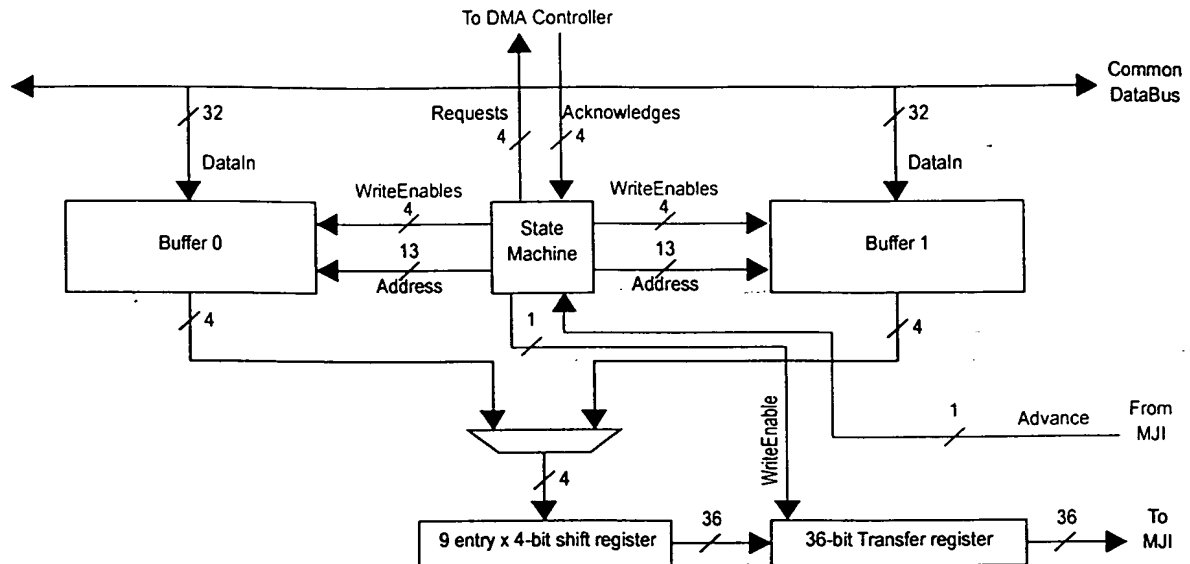 To DMA Controller
Common
DataBus
32
Requests
4
Acknowledges
4
32
DataIn
DataIn
WriteEnables
4
WriteEnables
4
Buffer 0
State
Machine
Buffer 1
13
Address
13
Address
4
1
4
WriteEnable
1
Advance
From
MJI
4
9 entry x 4-bit shift register
36
36-bit Transfer register
36
To
MJI